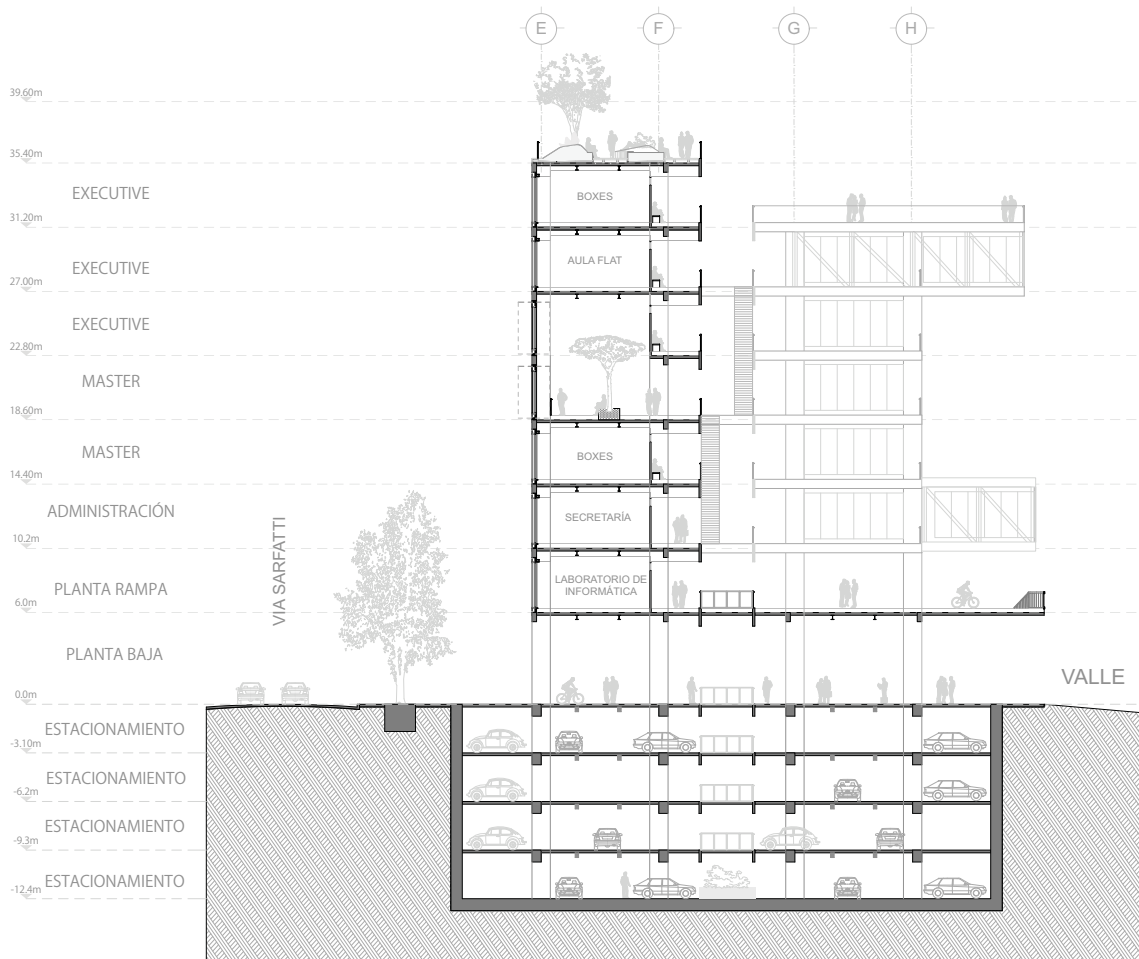 E F G H
39,60m
35,40m
EXECUTIVE
BOXES
31,20m
EXECUTIVE
AULA FLAT
27,00m
EXECUTIVE
22,80m
MASTER
18,60m
MASTER
BOXES
14,40m
ADMINISTRACIÓN
SECRETARÍA
10,2m
VIA SARFATTI
PLANTA RAMPA
LABORATORIO DE
INFORMÁTICA
6,0m
PLANTA BAJA
VALLE
0,0m
ESTACIONAMIENTO
-3,10m
ESTACIONAMIENTO
-6,2m
ESTACIONAMIENTO
-9,3m
ESTACIONAMIENTO
-12,4m